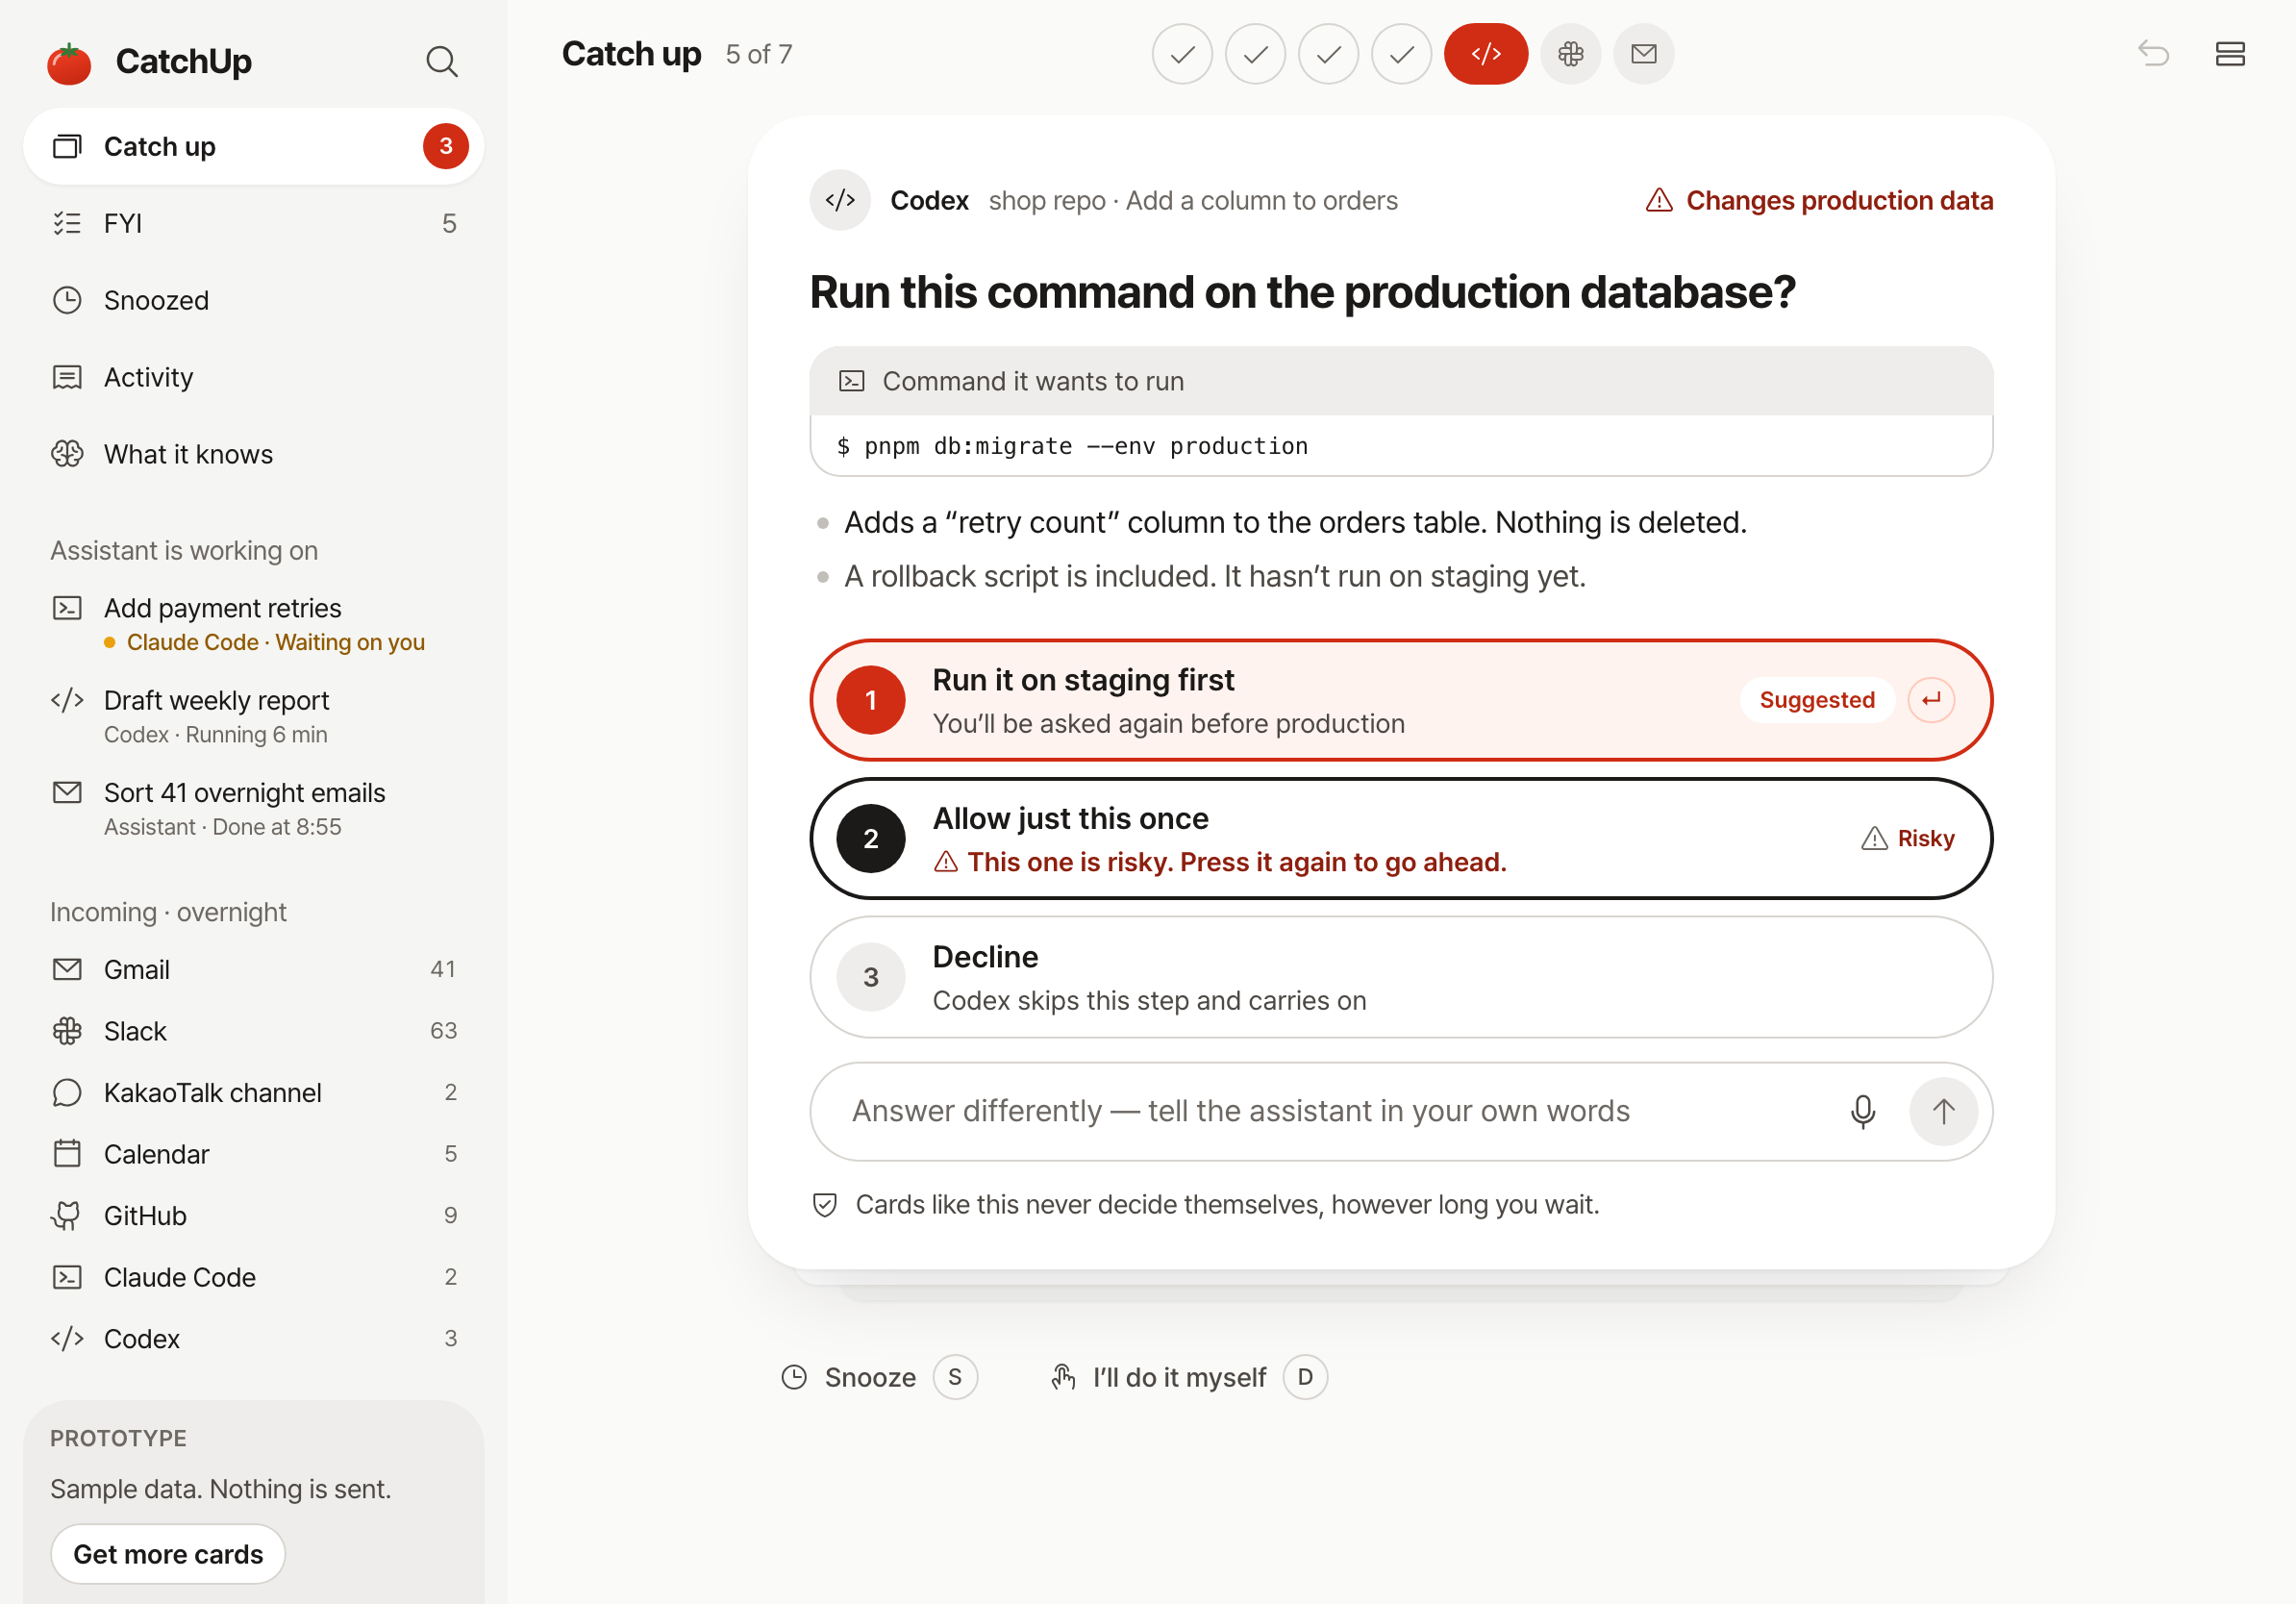 CatchUp
Catch up 3
FYI 5
Snoozed
Activity
What it knows
Assistant is working on
Add payment retries
Claude Code · Waiting on you
Draft weekly report
Codex · Running 6 min
Sort 41 overnight emails
Assistant · Done at 8:55
Incoming · overnight
Gmail 41
Slack 63
KakaoTalk channel 2
Calendar 5
GitHub 9
Claude Code 2
Codex 3
PROTOTYPE
Sample data. Nothing is sent.
Get more cards
Catch up 5 of 7
Codex shop repo · Add a column to orders
Changes production data
Run this command on the production database?
Command it wants to run
$ pnpm db:migrate --env production
Adds a “retry count” column to the orders table. Nothing is deleted.
A rollback script is included. It hasn’t run on staging yet.
1
Run it on staging first
You’ll be asked again before production
Suggested
2
Allow just this once
This one is risky. Press it again to go ahead.
Risky
3
Decline
Codex skips this step and carries on
Answer differently — tell the assistant in your own words
Cards like this never decide themselves, however long you wait.
Snooze S
I’ll do it myself D